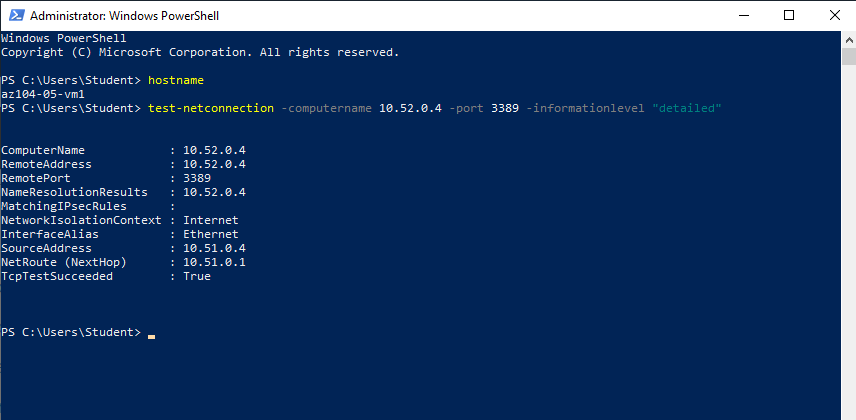 Administrator: Windows PowerShell
Windows PowerShell
Copyright (C) Microsoft Corporation. All rights reserved.
PS C:\Users\Student> hostname
az104-05-vm1
PS C:\Users\Student> test-netconnection -computername 10.52.0.4 -port 3389 -informationlevel "detailed"
ComputerName            : 10.52.0.4
RemoteAddress           : 10.52.0.4
RemotePort              : 3389
NameResolutionResults   : 10.52.0.4
MatchingIPsecRules      :
NetworkIsolationContext : Internet
InterfaceAlias          : Ethernet
SourceAddress           : 10.51.0.4
NetRoute (NextHop)      : 10.51.0.1
TcpTestSucceeded        : True
PS C:\Users\Student>